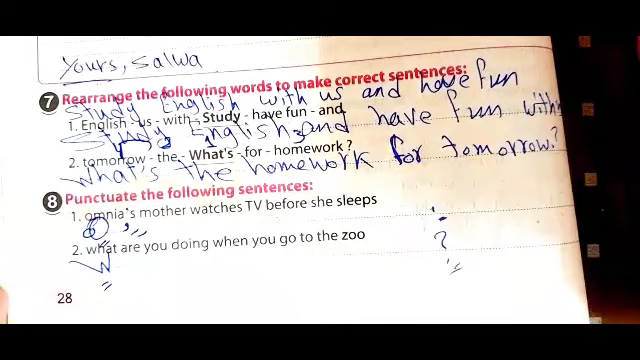 Yours, Salwa
7 Rearrange the following words to make correct sentences:
Study English with us and have fun
1. English - us - with - Study - have fun - and
Study English and have fun with
2. tomorrow - the - What's - for - homework ?
What's the homework for tomorrow?
8 Punctuate the following sentences:
1. omnia's mother watches TV before she sleeps
O , .
2. what are you doing when you go to the zoo
W ?
28